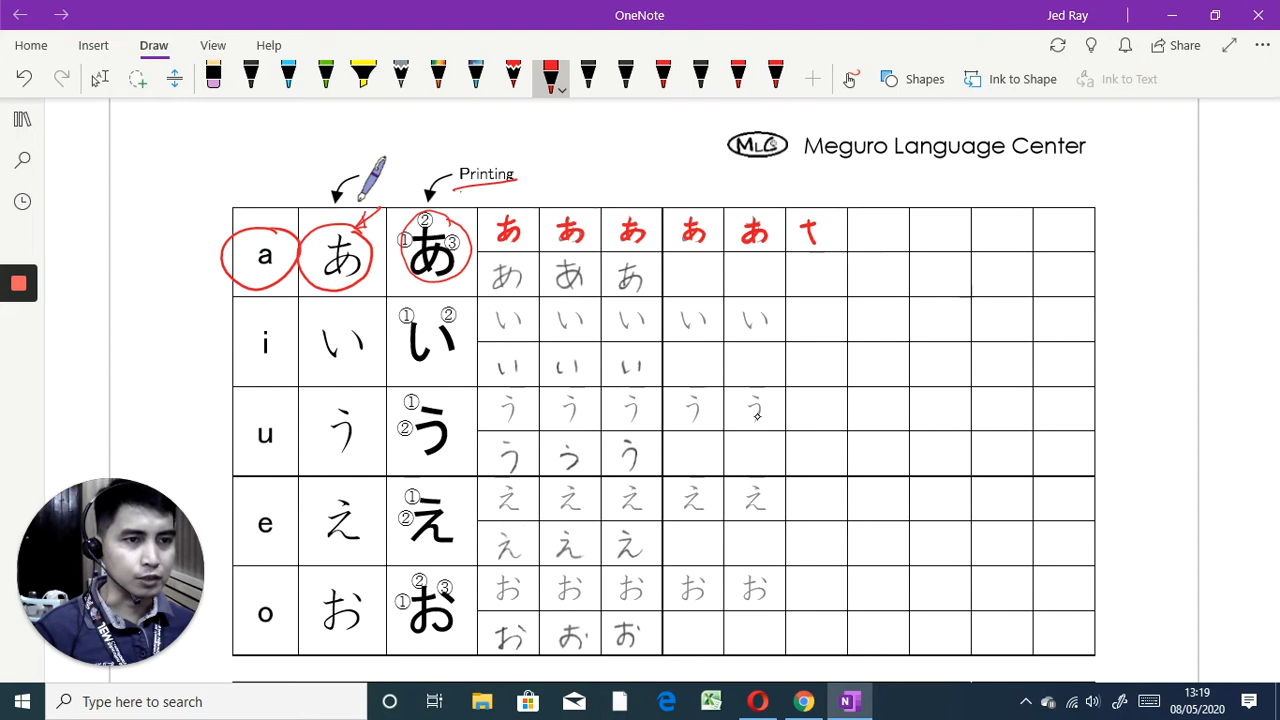 OneNote
Jed Ray
Home Insert Draw View Help
Share
Shapes Ink to Shape Ink to Text
MLC Meguro Language Center
Printing
a あ ① ② ③ あ あ あ あ あ あ
あ あ あ
i い ① ② い い い い い い
い い い
u う ① ② う う う う う う
う う う
e え ① ② え え え え え え
え え え
o お ① ② ③ お お お お お お
お お お
Type here to search
13:19
08/05/2020